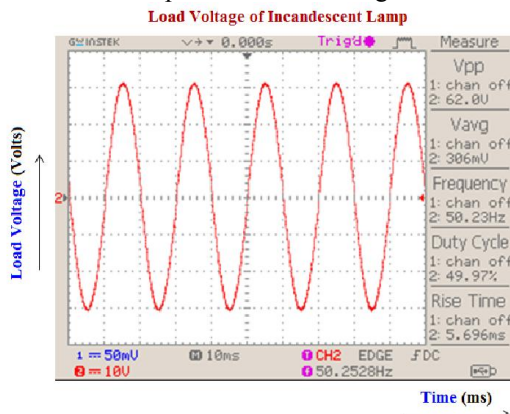 Load Voltage of Incandescent Lamp
GWINSTEK 0.000s Trig'd Measure
Vpp
1: chan off
2: 62.0V
Vavg
1: chan off
2: 306mV
Frequency
1: chan off
2: 50.23Hz
Duty Cycle
1: chan off
2: 49.97%
Rise Time
1: chan off
2: 5.696ms
2
Load Voltage (Volts)
1 50mV M 10ms T CH2 EDGE DC
2 10V f 50.2528Hz
Time (ms)